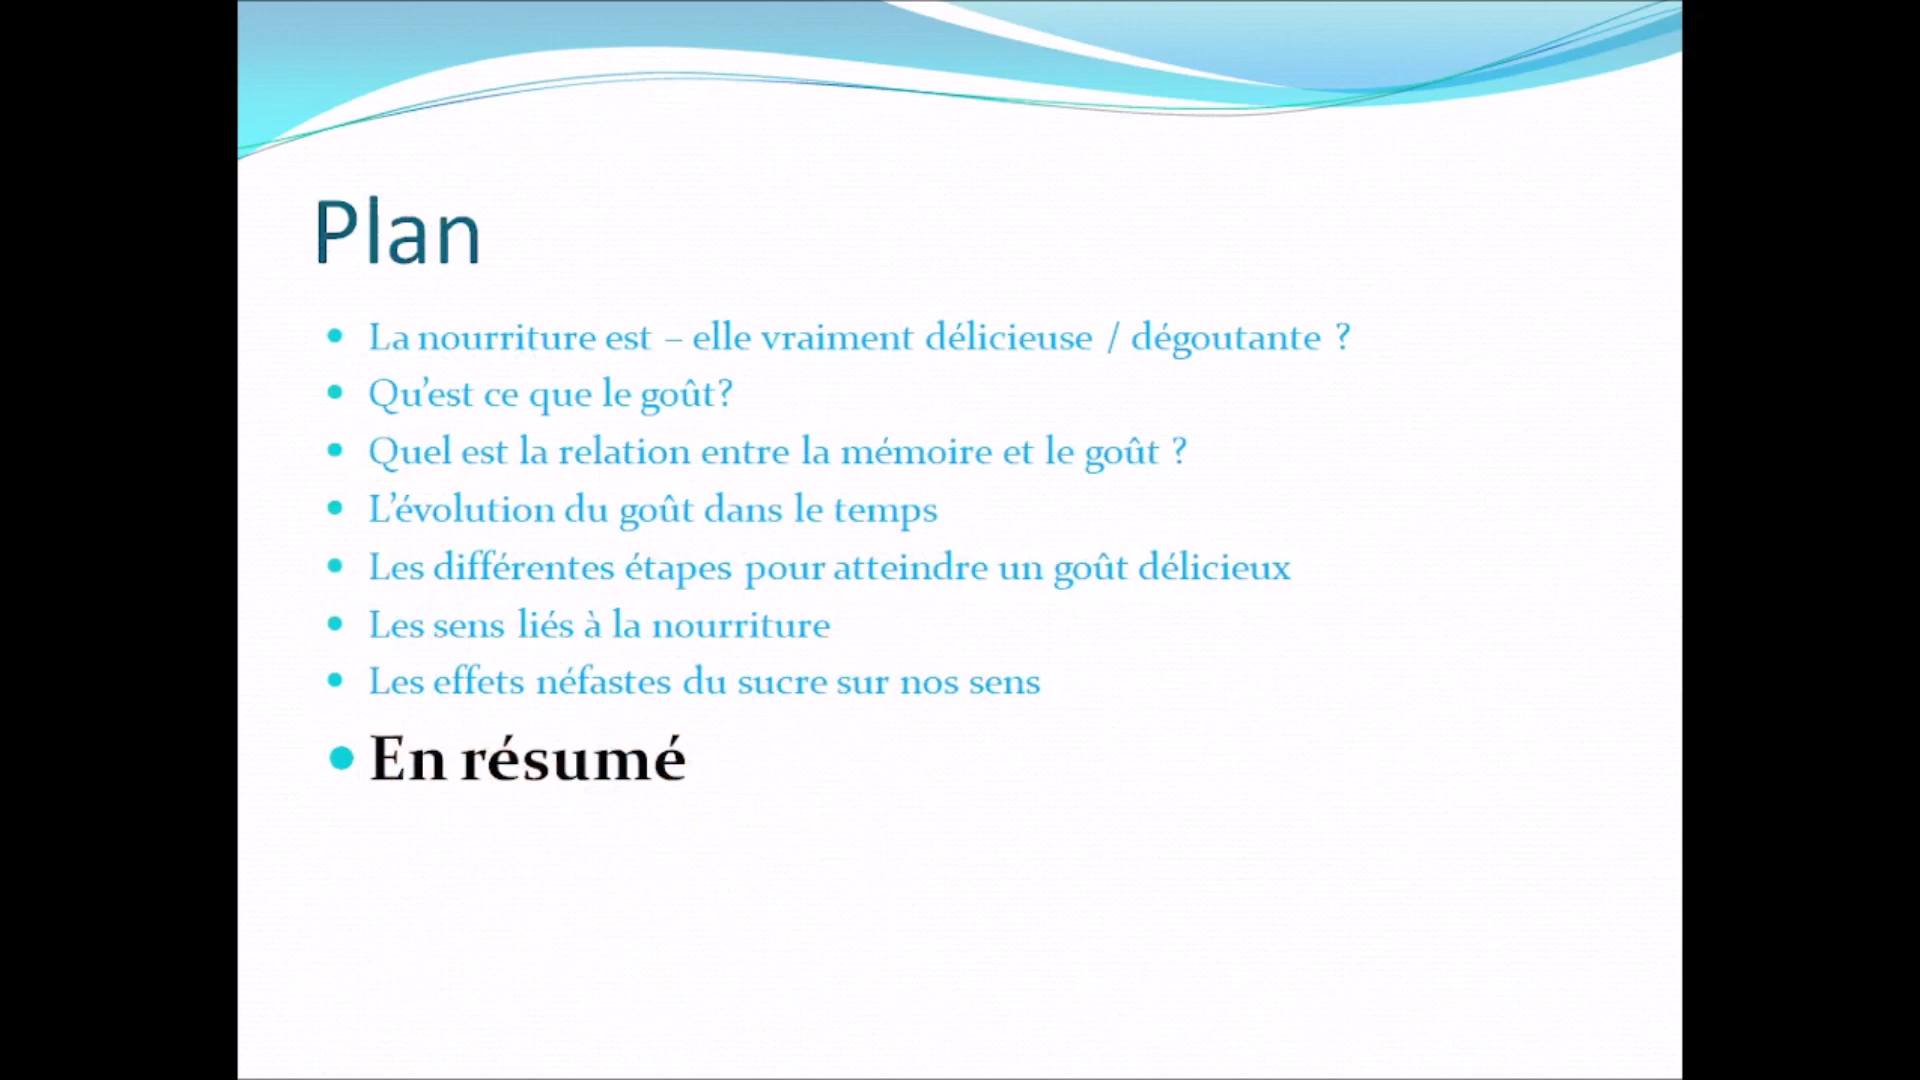 Plan
La nourriture est – elle vraiment délicieuse / dégoutante ?
Qu’est ce que le goût?
Quel est la relation entre la mémoire et le goût ?
L’évolution du goût dans le temps
Les différentes étapes pour atteindre un goût délicieux
Les sens liés à la nourriture
Les effets néfastes du sucre sur nos sens
En résumé